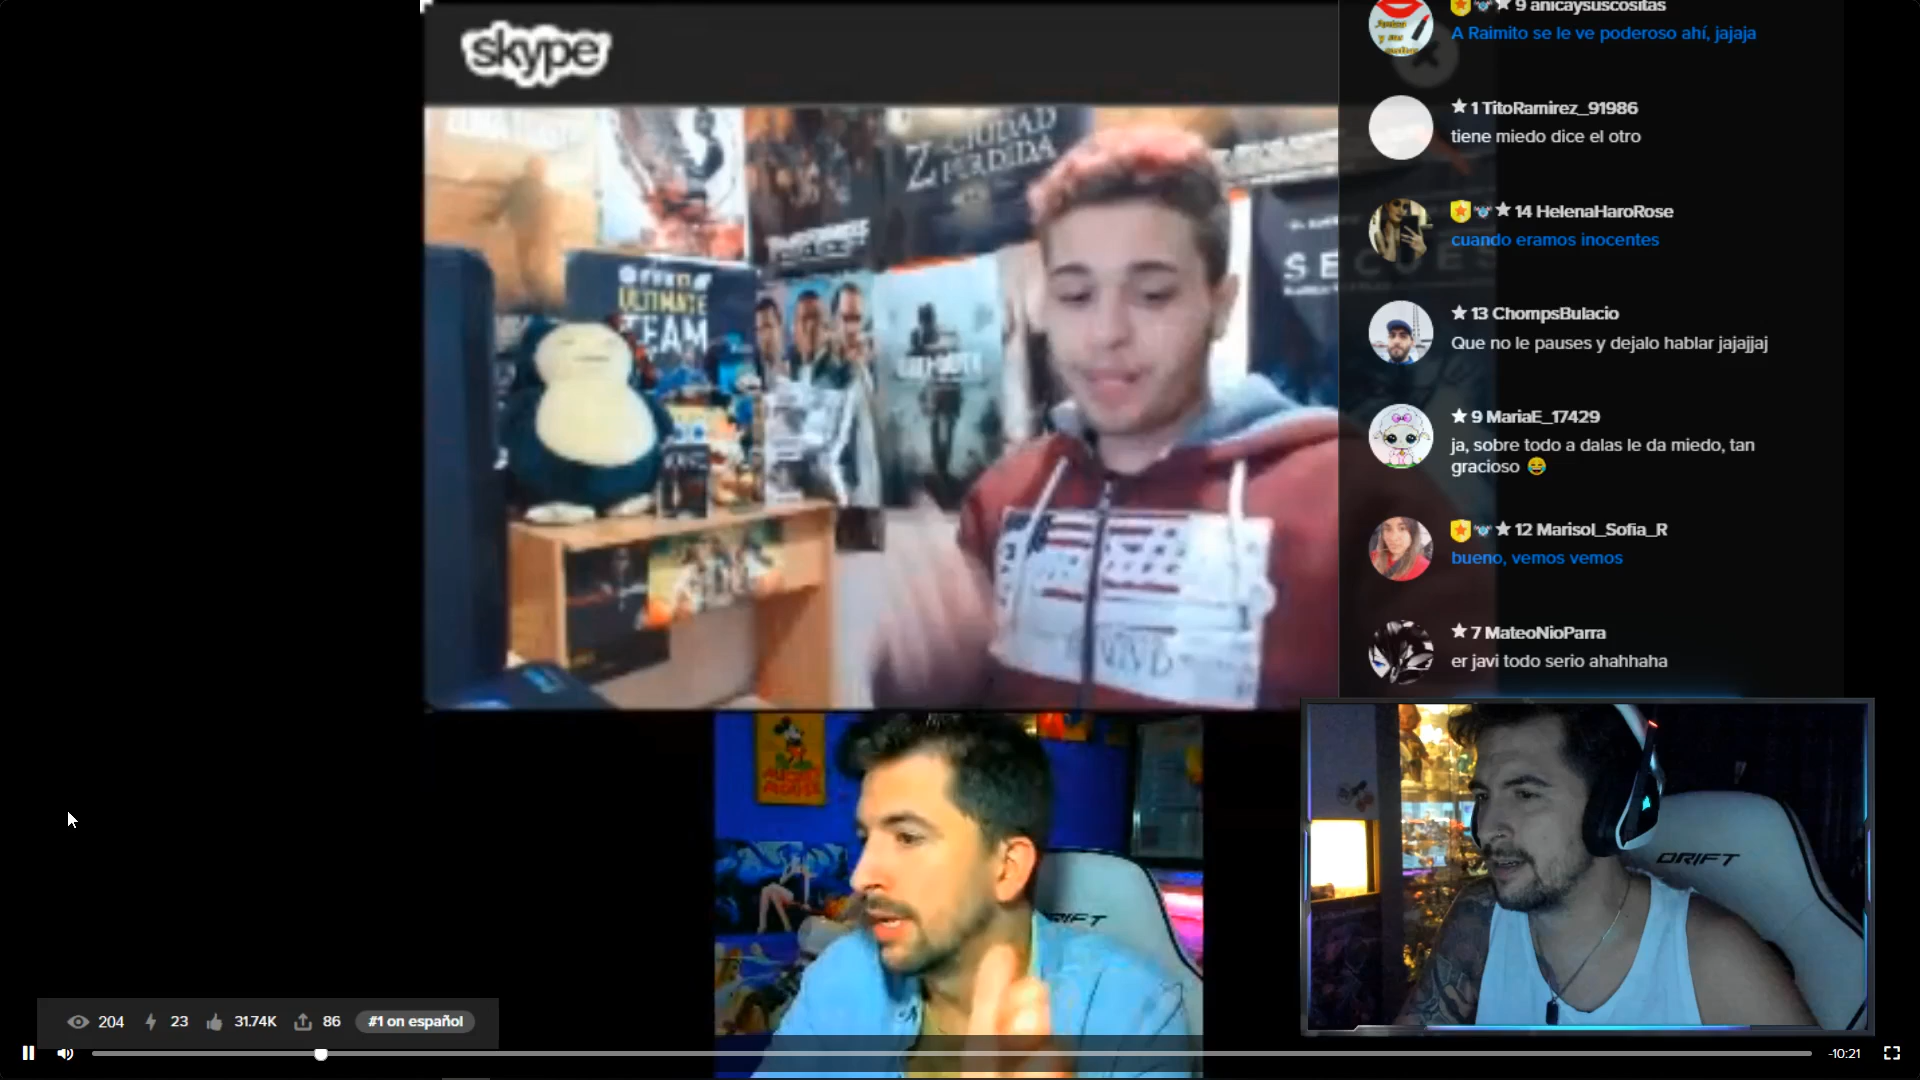 skype
Z CIUDAD
PERDIDA
ULTIMATE
TEAM
SECUES
DRIFT
9 anicaysuscositas
A Raimito se le ve poderoso ahí, jajaja
1 TitoRamirez_91986
tiene miedo dice el otro
14 HelenaHaroRose
cuando eramos inocentes
13 ChompsBulacio
Que no le pauses y dejalo hablar jajajjaj
9 MariaE_17429
ja, sobre todo a dalas le da miedo, tan
gracioso 😂
12 Marisol_Sofia_R
bueno, vemos vemos
7 MateoNioParra
er javi todo serio ahahhaha
DRIFT
204 23 31.74K 86 #1 on español
-10:21